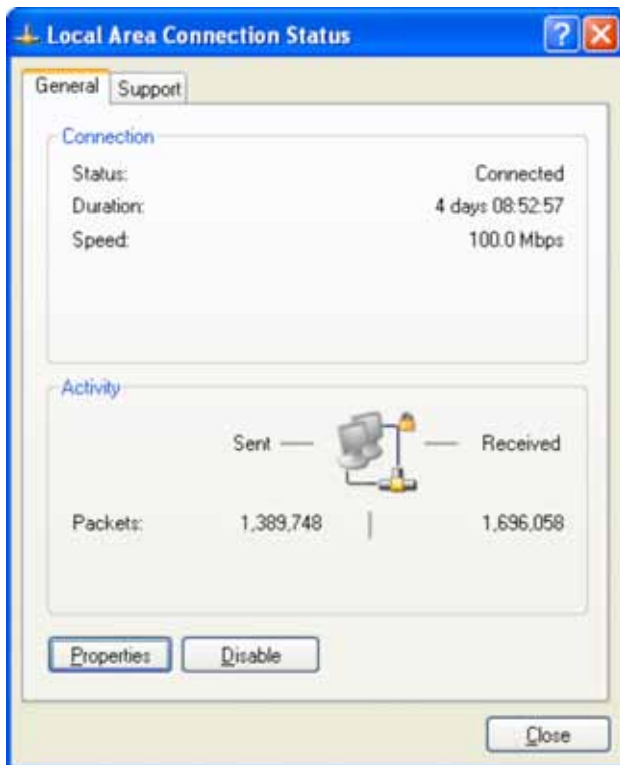 Local Area Connection Status
General Support
Connection
Status: Connected
Duration: 4 days 08:52:57
Speed: 100.0 Mbps
Activity
Sent Received
Packets: 1,389,748 1,696,058
Properties Disable
Close